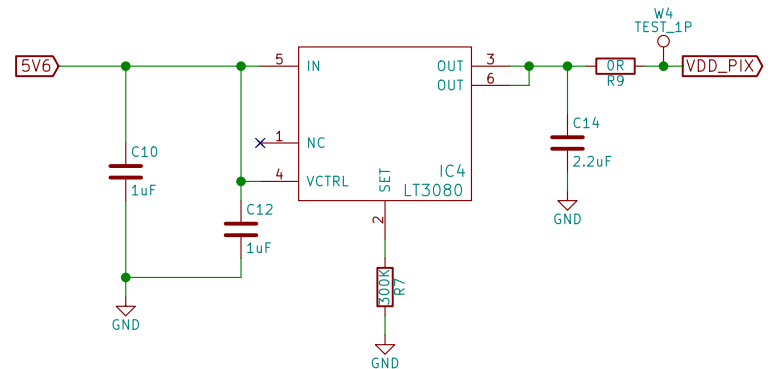 W4
TEST_1P
5V6
5
IN
OUT
3
0R
VDD_PIX
OUT
6
R9
1
NC
C14
2.2uF
C10
1uF
4
VCTRL
SET
IC4
LT3080
2
C12
1uF
GND
300K
R7
GND
GND